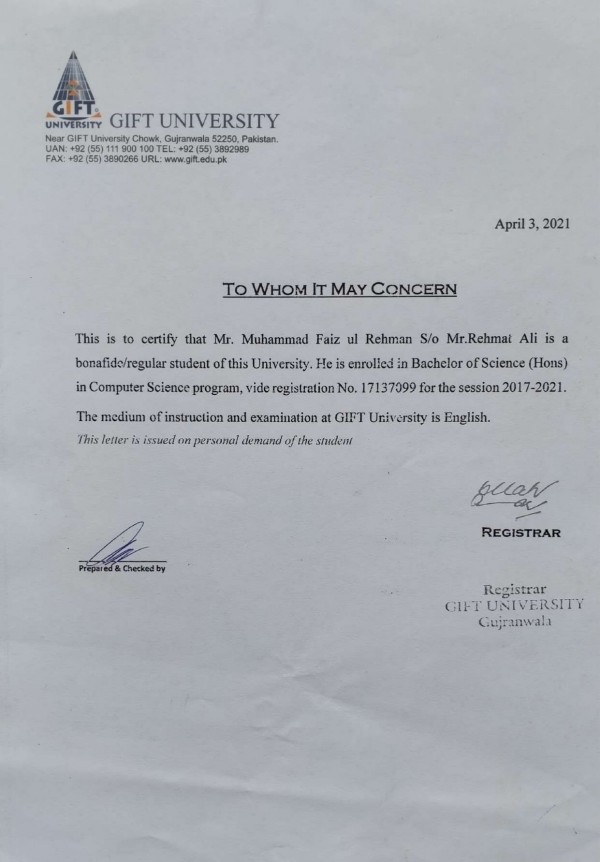 GIFT
UNIVERSITY
GIFT UNIVERSITY
Near GIFT University Chowk, Gujranwala 52250, Pakistan.
UAN: +92 (55) 111 900 100 TEL: +92 (55) 3892989
FAX: +92 (55) 3890266 URL: www.gift.edu.pk
April 3, 2021
TO WHOM IT MAY CONCERN
This is to certify that Mr. Muhammad Faiz ul Rehman S/o Mr.Rehmat Ali is a
bonafide/regular student of this University. He is enrolled in Bachelor of Science (Hons)
in Computer Science program, vide registration No. 17137099 for the session 2017-2021.
The medium of instruction and examination at GIFT University is English.
This letter is issued on personal demand of the student
REGISTRAR
Prepared & Checked by
Registrar
GIFT UNIVERSITY
Gujranwala